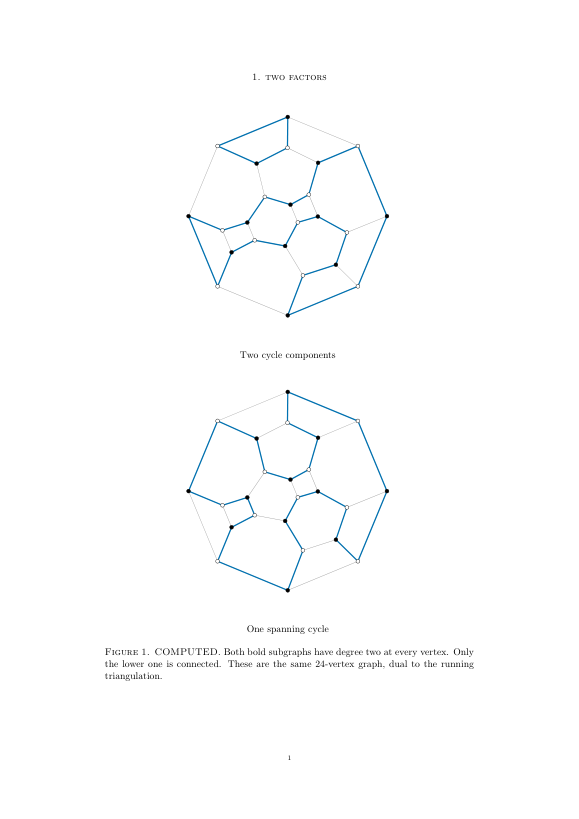 1. TWO FACTORS
Two cycle components
One spanning cycle
FIGURE 1. COMPUTED. Both bold subgraphs have degree two at every vertex. Only
the lower one is connected. These are the same 24-vertex graph, dual to the running
triangulation.
1